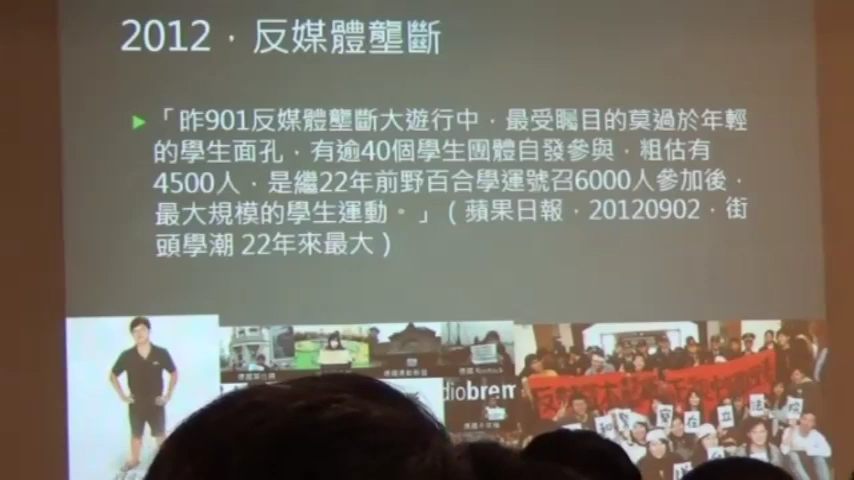 2012，反媒體壟斷
「昨901反媒體壟斷大遊行中，最受矚目的莫過於年輕
的學生面孔，有逾40個學生團體自發參與，粗估有
4500人，是繼22年前野百合學運號召6000人參加後，
最大規模的學生運動。」（蘋果日報，20120902，街
頭學潮 22年來最大）
diobrem